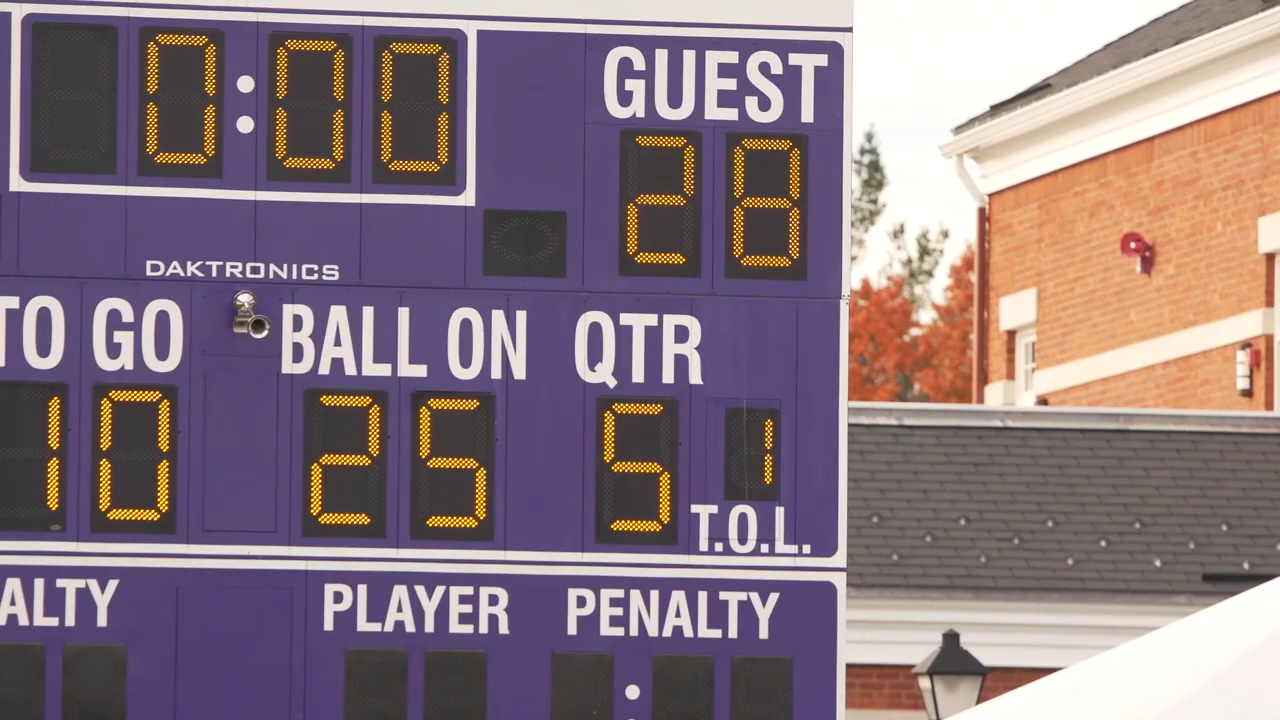 0:00
GUEST
28
DAKTRONICS
TO GO
BALL ON
QTR
10
25
5
1
T.O.L.
ALTY
PLAYER
PENALTY
: